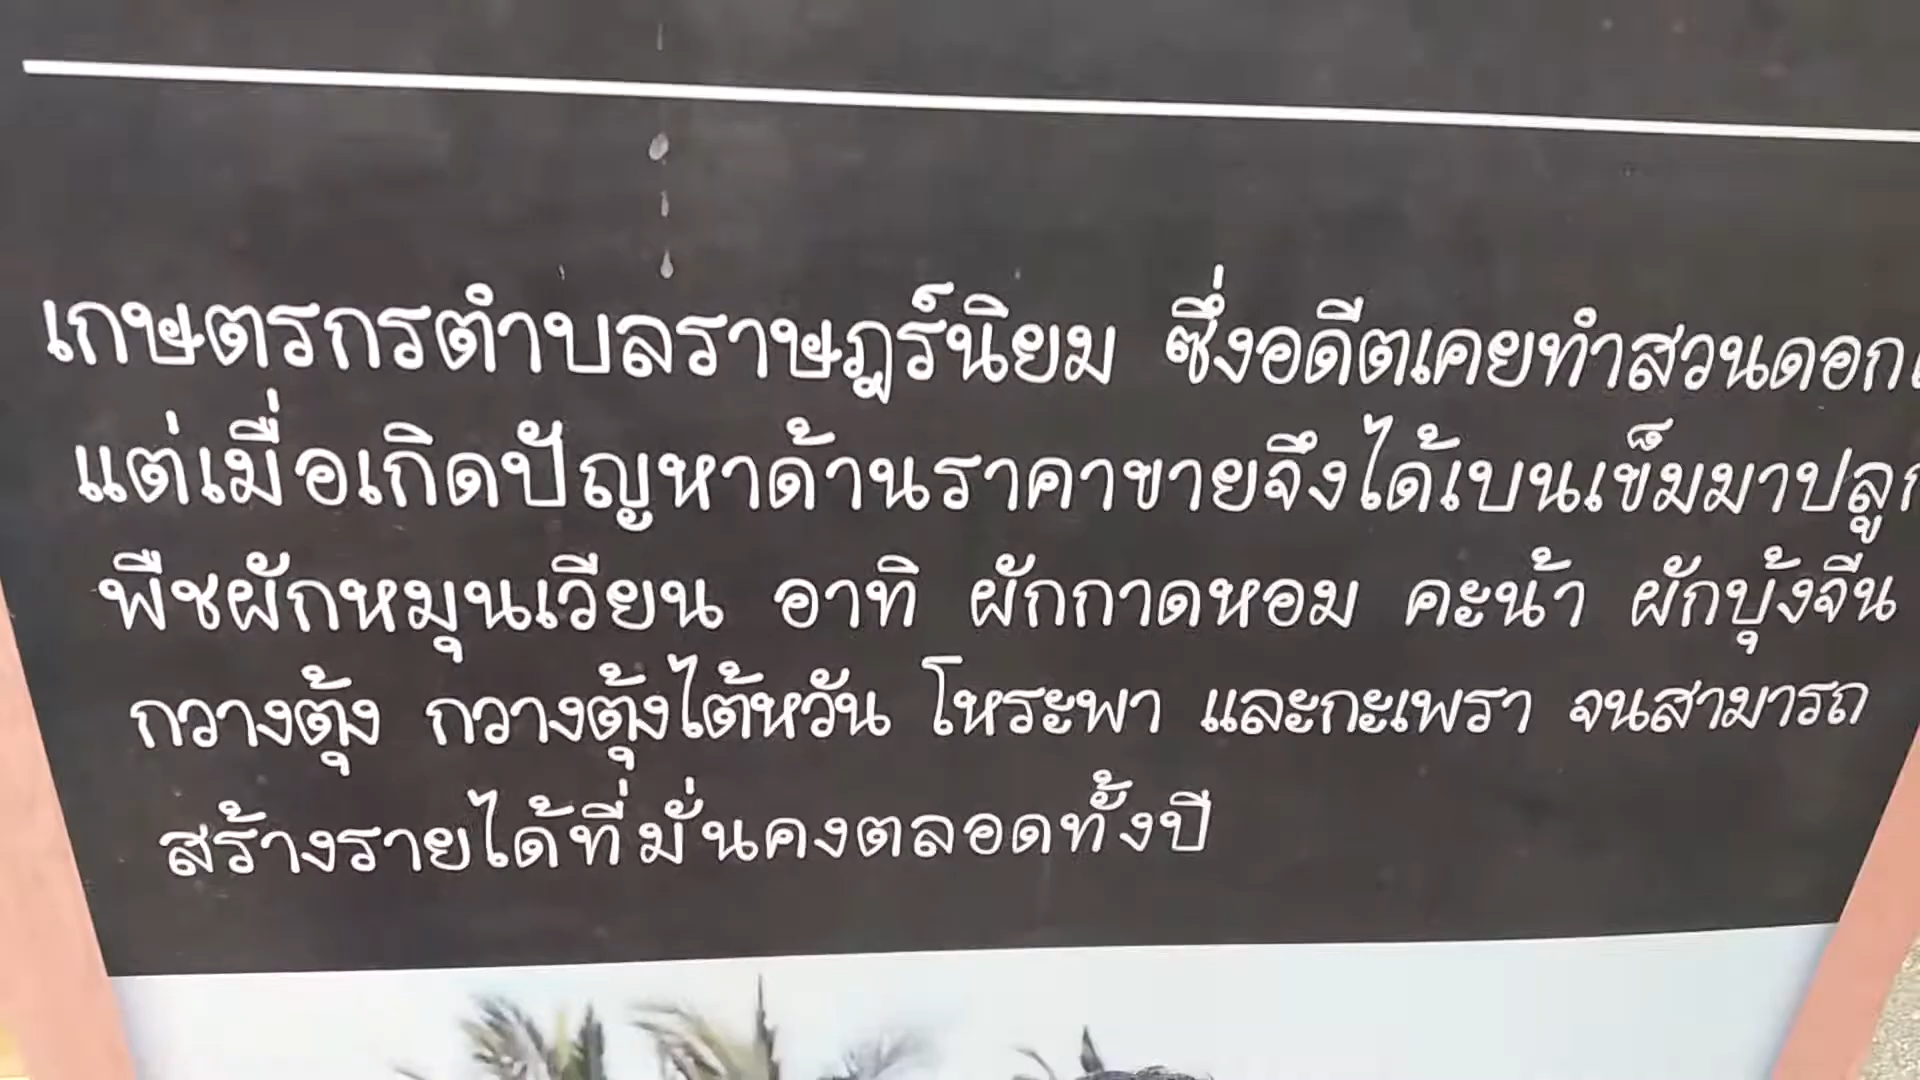 เกษตรกรตำบลราษฎร์นิยม ซึ่งอดีตเคยทำสวนดอก
แต่เมื่อเกิดปัญหาด้านราคาขายจึงได้เบนเข็มมาปลูก
พืชผักหมุนเวียน อาทิ ผักกาดหอม คะน้า ผักบุ้งจีน
กวางตุ้ง กวางตุ้งไต้หวัน โหระพา และกะเพรา จนสามารถ
สร้างรายได้ที่มั่นคงตลอดทั้งปี